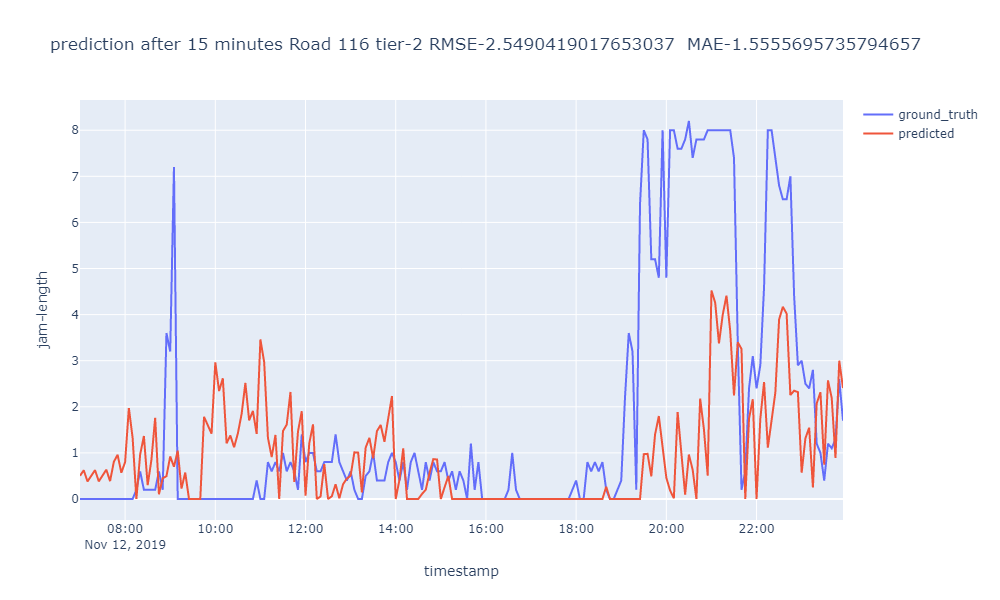 prediction after 15 minutes Road 116 tier-2 RMSE-2.5490419017653037 MAE-1.5555695735794657
ground_truth
predicted
8
7
6
5
4
3
2
1
0
jam-length
08:00 10:00 12:00 14:00 16:00 18:00 20:00 22:00
Nov 12, 2019
timestamp